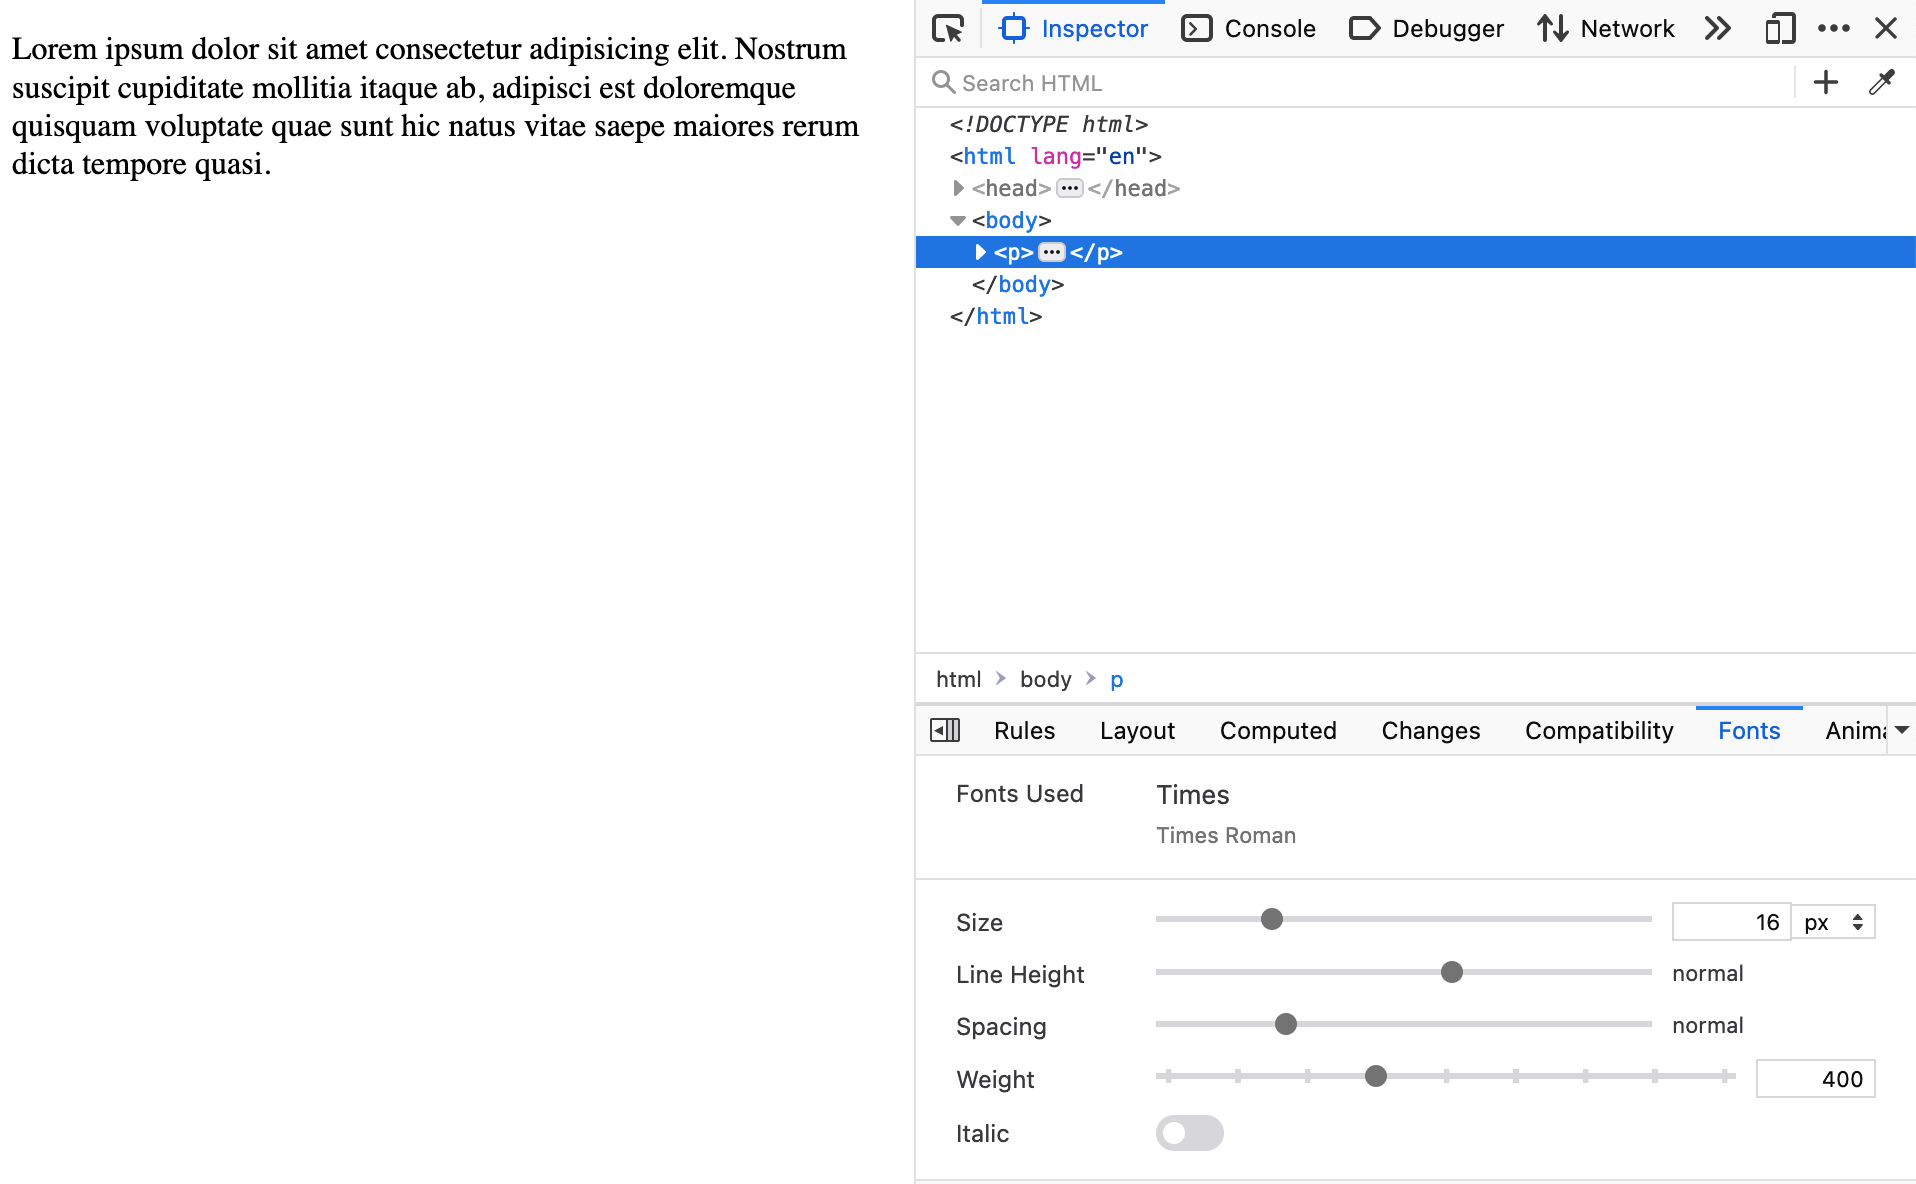 Lorem ipsum dolor sit amet consectetur adipisicing elit. Nostrum
suscipit cupiditate mollitia itaque ab, adipisci est doloremque
quisquam voluptate quae sunt hic natus vitae saepe maiores rerum
dicta tempore quasi.
Inspector Console Debugger Network
Search HTML
<!DOCTYPE html>
<html lang="en">
<head>…</head>
<body>
<p>…</p>
</body>
</html>
html body p
Rules Layout Computed Changes Compatibility Fonts Anim
Fonts Used Times
Times Roman
Size 16 px
Line Height normal
Spacing normal
Weight 400
Italic